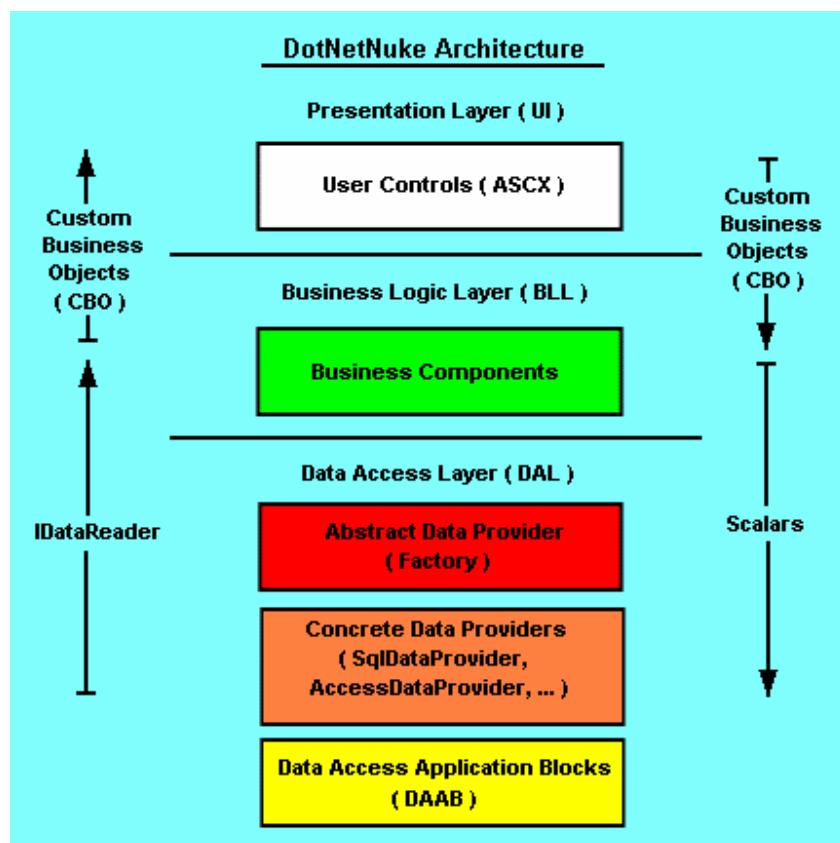 DotNetNuke Architecture
Presentation Layer ( UI )
User Controls ( ASCX )
Custom
Business
Objects
( CBO )
Custom
Business
Objects
( CBO )
Business Logic Layer ( BLL )
Business Components
Data Access Layer ( DAL )
IDataReader
Abstract Data Provider
( Factory )
Scalars
Concrete Data Providers
( SqlDataProvider,
AccessDataProvider, ... )
Data Access Application Blocks
( DAAB )